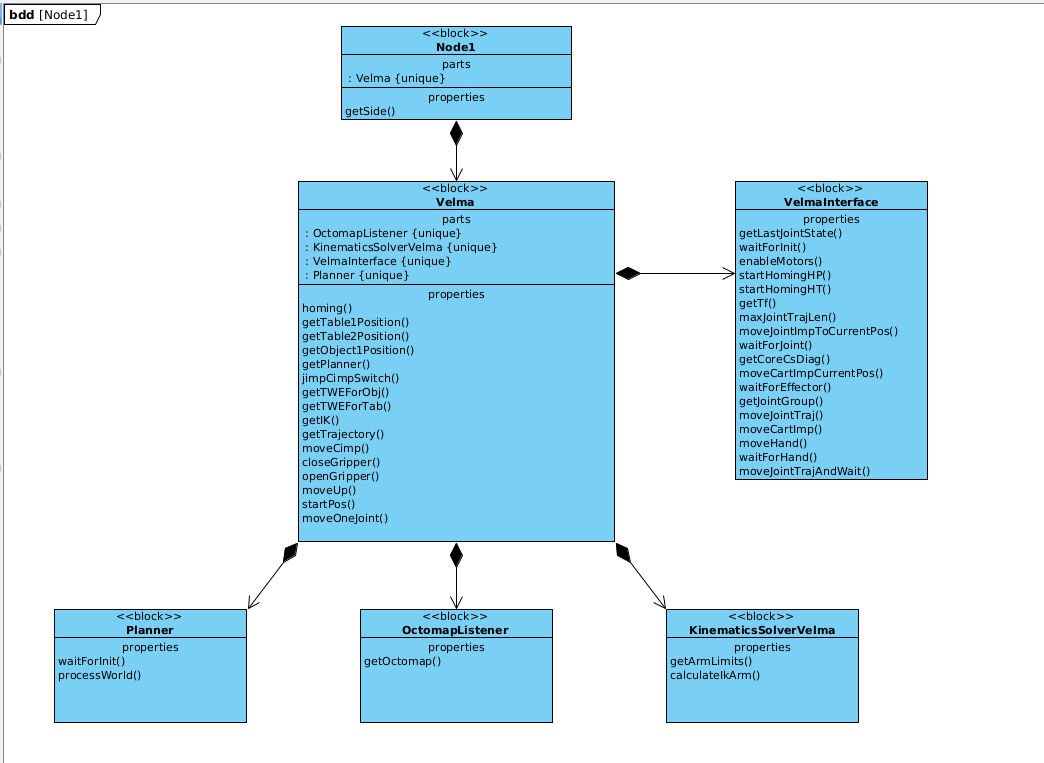 bdd [Node1]
<<block>>
Node1
parts
: Velma {unique}
properties
getSide()
<<block>>
Velma
parts
: OctomapListener {unique}
: KinematicsSolverVelma {unique}
: VelmaInterface {unique}
: Planner {unique}
properties
homing()
getTable1Position()
getTable2Position()
getObject1Position()
getPlanner()
jimpCimpSwitch()
getTWEForObj()
getTWEForTab()
getIK()
getTrajectory()
moveCimp()
closeGripper()
openGripper()
moveUp()
startPos()
moveOneJoint()
<<block>>
VelmaInterface
properties
getLastJointState()
waitForInit()
enableMotors()
startHomingHP()
startHomingHT()
getTf()
maxJointTrajLen()
moveJointImpToCurrentPos()
waitForJoint()
getCoreCsDiag()
moveCartImpCurrentPos()
waitForEffector()
getJointGroup()
moveJointTraj()
moveCartImp()
moveHand()
waitForHand()
moveJointTrajAndWait()
<<block>>
Planner
properties
waitForInit()
processWorld()
<<block>>
OctomapListener
properties
getOctomap()
<<block>>
KinematicsSolverVelma
properties
getArmLimits()
calculateIkArm()